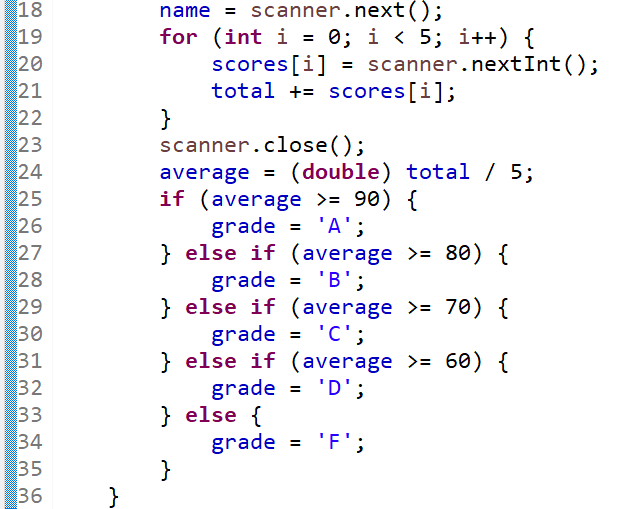 18        name = scanner.next();
19        for (int i = 0; i < 5; i++) {
20            scores[i] = scanner.nextInt();
21            total += scores[i];
22        }
23        scanner.close();
24        average = (double) total / 5;
25        if (average >= 90) {
26            grade = 'A';
27        } else if (average >= 80) {
28            grade = 'B';
29        } else if (average >= 70) {
30            grade = 'C';
31        } else if (average >= 60) {
32            grade = 'D';
33        } else {
34            grade = 'F';
35        }
36    }